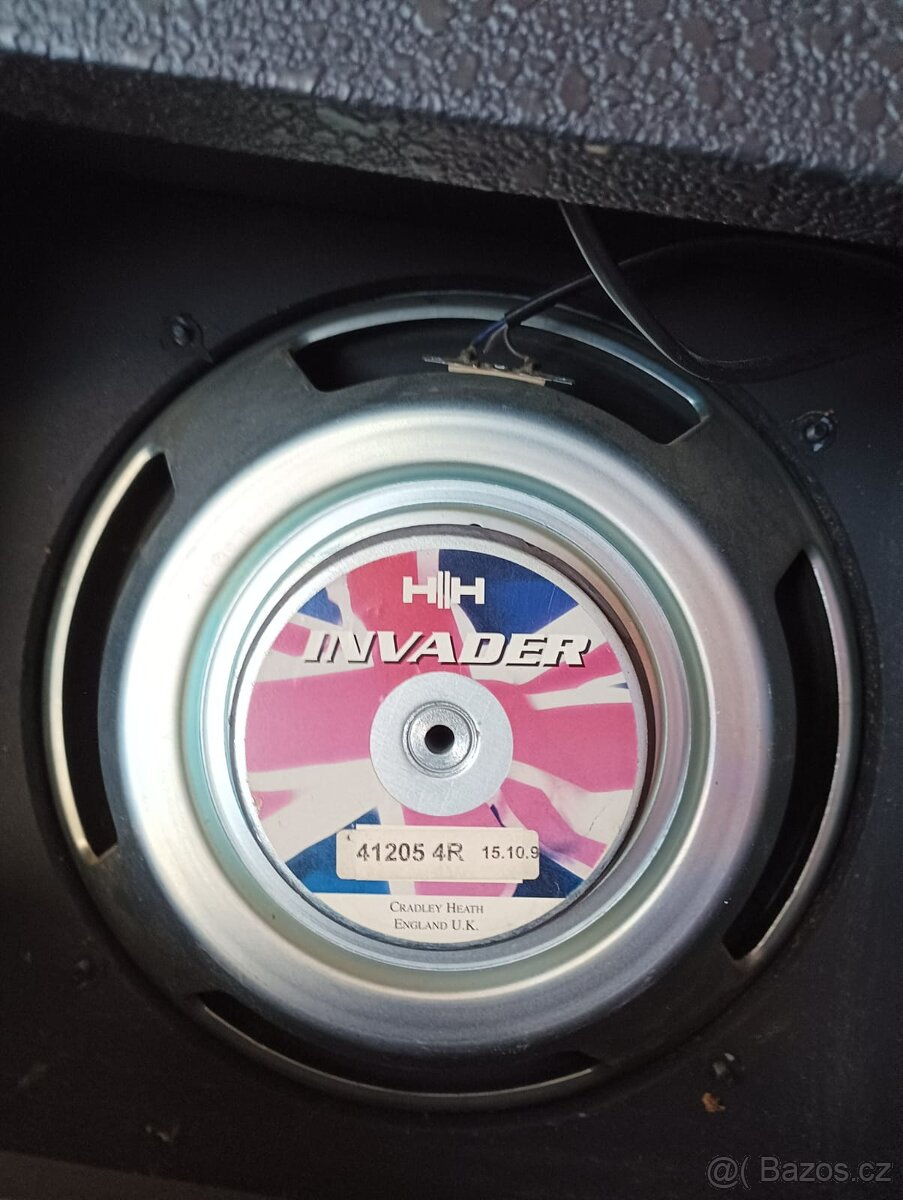 HH
INVADER
41205 4R 15.10.9
CRADLEY HEATH
ENGLAND U.K.
@( Bazos.cz